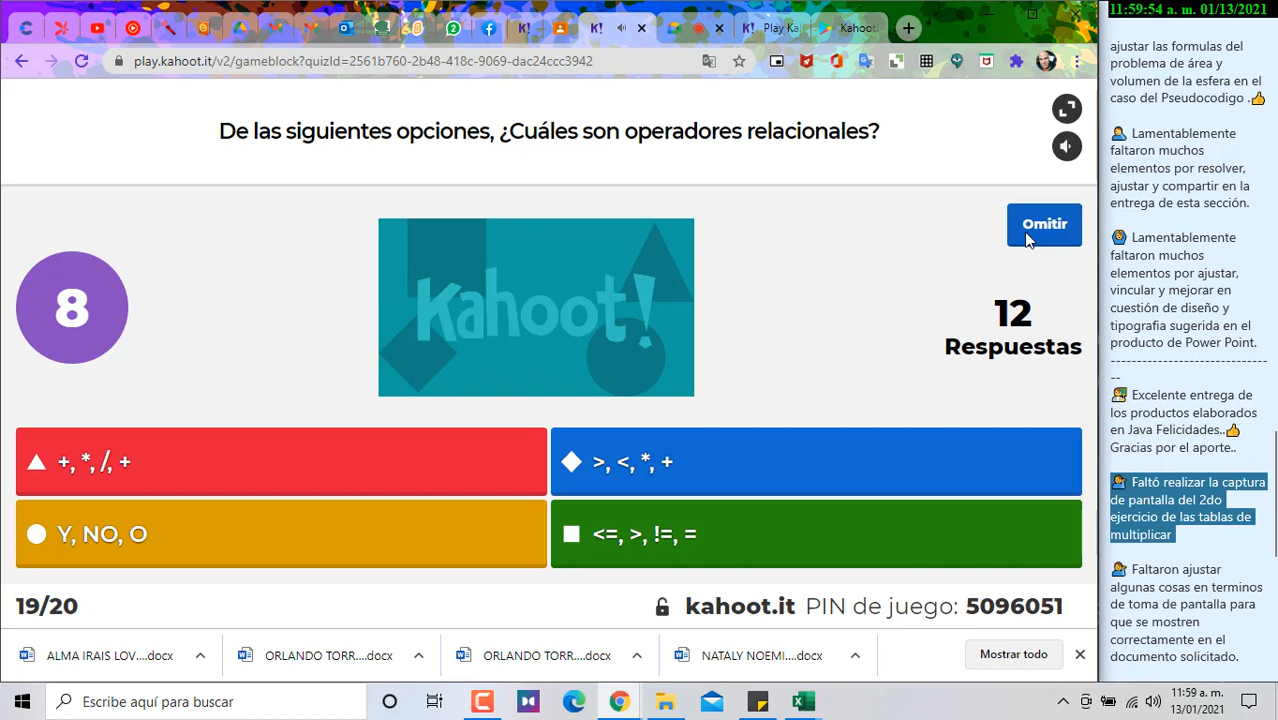 11:59:54 a. m. 01/13/2021
Play Ka
Kahoot!
play.kahoot.it/v2/gameblock?quizId=2561b760-2b48-418c-9069-dac24ccc3942
De las siguientes opciones, ¿Cuáles son operadores relacionales?
Omitir
8
Kahoot!
12
Respuestas
+, *, /, +
>, <, *, +
Y, NO, O
<=, >, !=, =
19/20
kahoot.it PIN de juego: 5096051
ALMA IRAIS LOV....docx
ORLANDO TORR....docx
ORLANDO TORR....docx
NATALY NOEMI....docx
Mostrar todo
Escribe aquí para buscar
11:59 a. m.
13/01/2021
ajustar las formulas del
problema de área y
volumen de la esfera en el
caso del Pseudocodigo .👍
🙍 Lamentablemente
faltaron muchos
elementos por resolver,
ajustar y compartir en la
entrega de esta sección.
🙆 Lamentablemente
faltaron muchos
elementos por ajustar,
vincular y mejorar en
cuestión de diseño y
tipografia sugerida en el
producto de Power Point.
----------------------------
--
👩‍🏫 Excelente entrega de
los productos elaborados
en Java Felicidades..👍
Gracias por el aporte..
🤦 Faltó realizar la captura
de pantalla del 2do
ejercicio de las tablas de
multiplicar
🤦 Faltaron ajustar
algunas cosas en terminos
de toma de pantalla para
que se mostren
correctamente en el
documento solicitado.